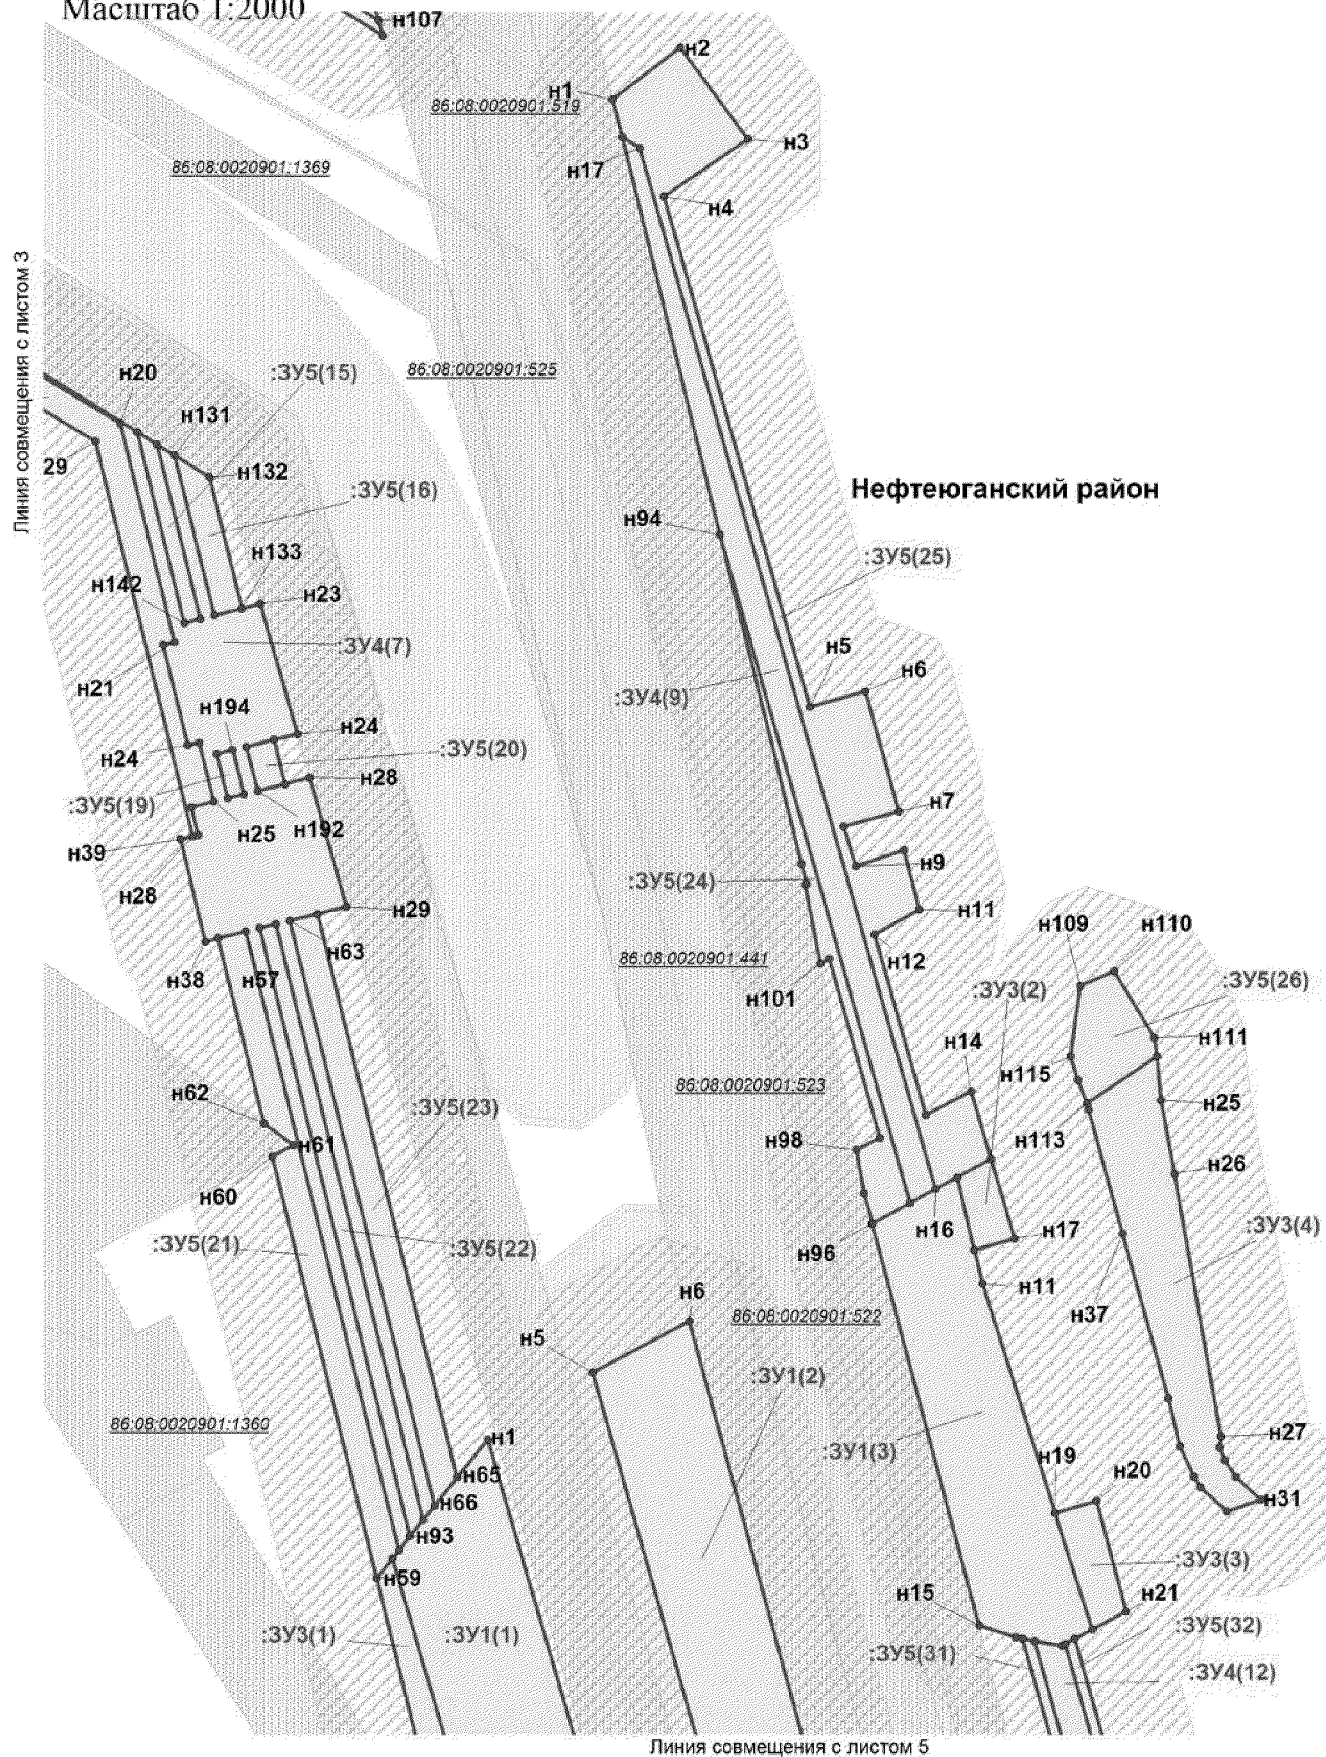 Масштаб 1:2000
н107
н2
н1
86:08:0020901:519
н3
86:08:0020901:1369
н17
н4
Линия совмещения с листом 3
н20
:ЗУ5(15)
86:08:0020901:525
н131
29
н132
:ЗУ5(16)
Нефтеюганский район
н94
н133
:ЗУ5(25)
н142
н23
:ЗУ4(7)
н5
н6
н21
:ЗУ4(9)
н194
н24
н24
:ЗУ5(20)
н28
:ЗУ5(19)
н7
н25
н192
н39
н9
:ЗУ5(24)
н28
н29
н11
н109
н110
н38
н57
н63
86:08:0020901:441
н12
:ЗУ5(26)
н101
:ЗУ3(2)
н14
н111
н115
86:08:0020901:523
н62
:ЗУ5(23)
н25
н98
н113
н61
н26
н60
:ЗУ3(4)
:ЗУ5(21)
:ЗУ5(22)
н96
н16
н17
н11
н6
86:08:0020901:522
н37
н5
:ЗУ1(2)
86:08:0020901:1360
н1
:ЗУ1(3)
н27
н19
н65
н20
н66
н31
н93
:ЗУ3(3)
н59
н15
н21
:ЗУ3(1)
:ЗУ1(1)
:ЗУ5(32)
:ЗУ5(31)
:ЗУ4(12)
Линия совмещения с листом 5